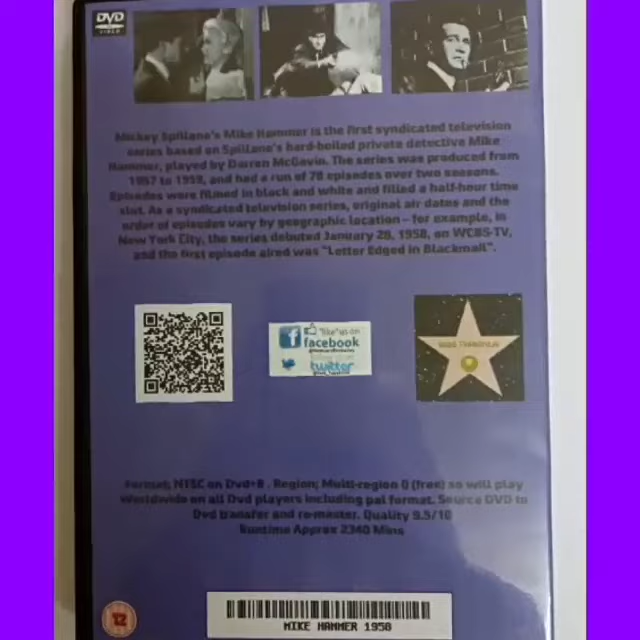 DVD
VIDEO
Mickey Spillane's Mike Hammer is the first syndicated television
series based on Spillane's hard-boiled private detective Mike
Hammer, played by Darren McGavin. The series was produced from
1957 to 1959, and had a run of 78 episodes over two seasons.
Episodes were filmed in black and white and filled a half-hour time
slot. As a syndicated television series, original air dates and the
order of episodes vary by geographic location – for example, in
New York City, the series debuted January 28, 1958, on WCBS-TV,
and the first episode aired was "Letter Edged in Blackmail".
"like" us on
facebook
twitter
Format; NTSC on Dvd+R . Region; Multi-region 0 (free) so will play
Worldwide on all Dvd players including pal format. Source DVD to
Dvd transfer and re-master. Quality 9.5/10
Runtime Approx 2340 Mins
12
MIKE HAMMER 1958